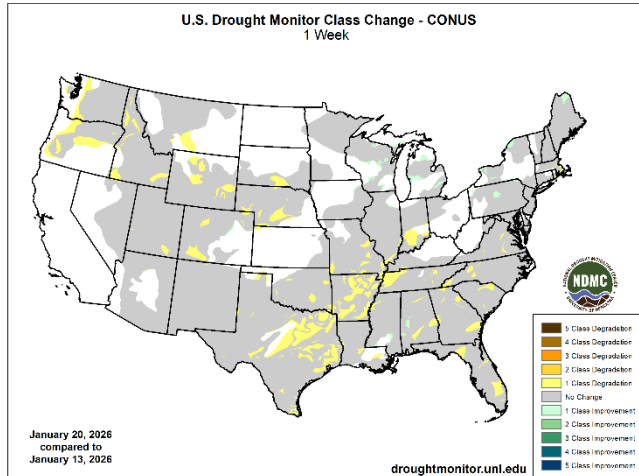 U.S. Drought Monitor Class Change - CONUS
1 Week
NDMC
5 Class Degradation
4 Class Degradation
3 Class Degradation
2 Class Degradation
1 Class Degradation
No Change
1 Class Improvement
2 Class Improvement
3 Class Improvement
4 Class Improvement
5 Class Improvement
January 20, 2026
compared to
January 13, 2026
droughtmonitor.unl.edu